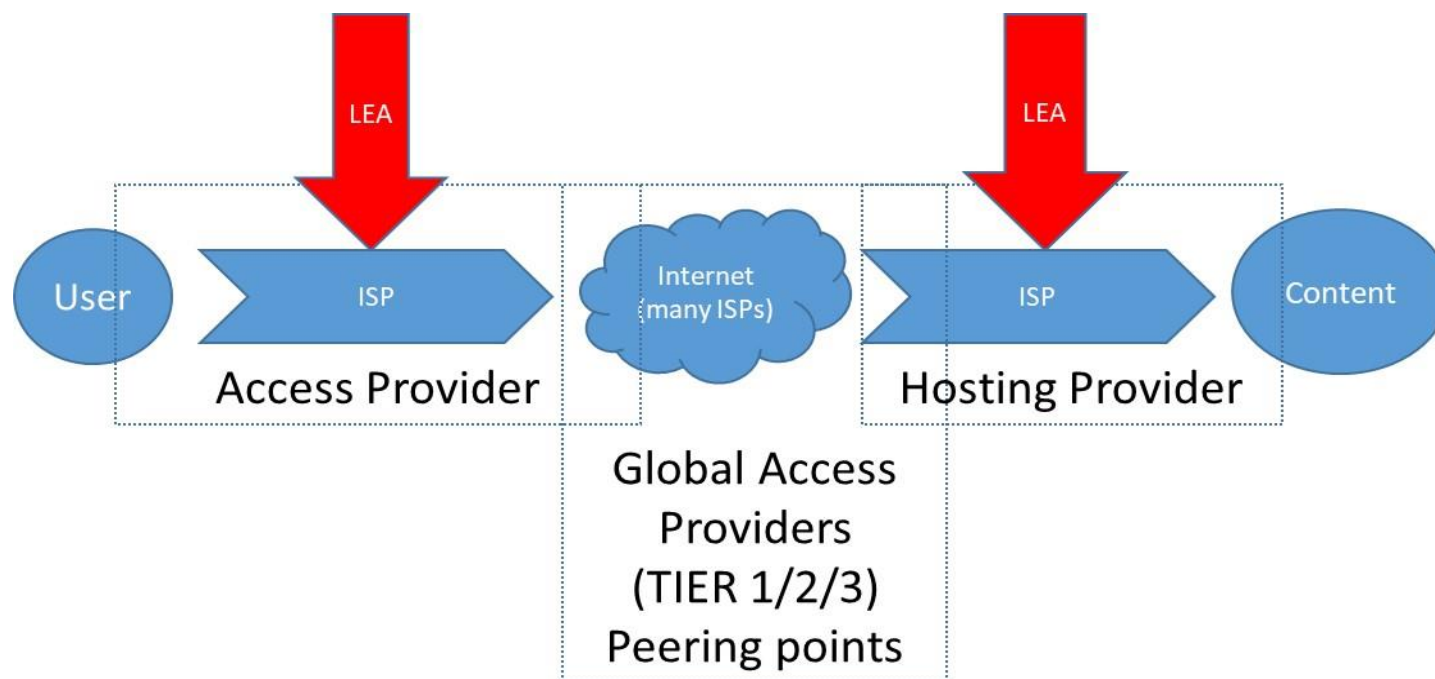 LEA
LEA
User
ISP
Internet
(many ISPs)
ISP
Content
Access Provider
Hosting Provider
Global Access
Providers
(TIER 1/2/3)
Peering points